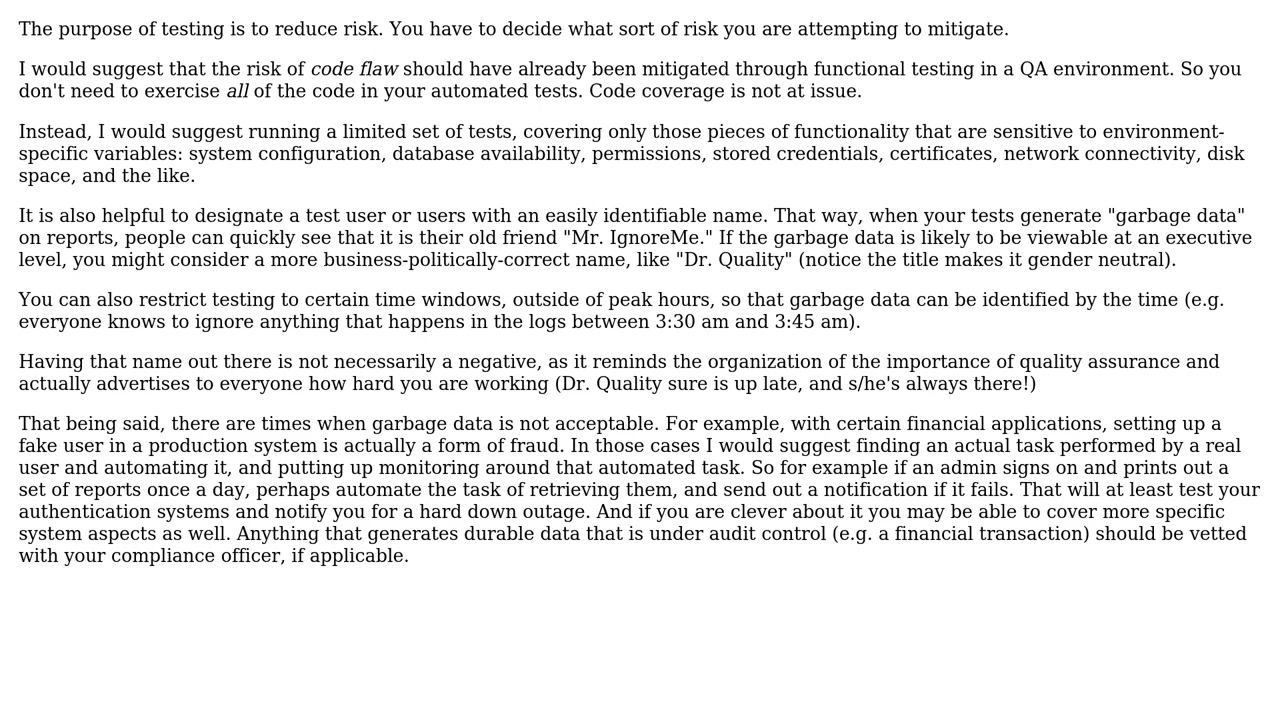 The purpose of testing is to reduce risk. You have to decide what sort of risk you are attempting to mitigate.
I would suggest that the risk of code flaw should have already been mitigated through functional testing in a QA environment. So you
don't need to exercise all of the code in your automated tests. Code coverage is not at issue.
Instead, I would suggest running a limited set of tests, covering only those pieces of functionality that are sensitive to environment-
specific variables: system configuration, database availability, permissions, stored credentials, certificates, network connectivity, disk
space, and the like.
It is also helpful to designate a test user or users with an easily identifiable name. That way, when your tests generate "garbage data"
on reports, people can quickly see that it is their old friend "Mr. IgnoreMe." If the garbage data is likely to be viewable at an executive
level, you might consider a more business-politically-correct name, like "Dr. Quality" (notice the title makes it gender neutral).
You can also restrict testing to certain time windows, outside of peak hours, so that garbage data can be identified by the time (e.g.
everyone knows to ignore anything that happens in the logs between 3:30 am and 3:45 am).
Having that name out there is not necessarily a negative, as it reminds the organization of the importance of quality assurance and
actually advertises to everyone how hard you are working (Dr. Quality sure is up late, and s/he's always there!)
That being said, there are times when garbage data is not acceptable. For example, with certain financial applications, setting up a
fake user in a production system is actually a form of fraud. In those cases I would suggest finding an actual task performed by a real
user and automating it, and putting up monitoring around that automated task. So for example if an admin signs on and prints out a
set of reports once a day, perhaps automate the task of retrieving them, and send out a notification if it fails. That will at least test your
authentication systems and notify you for a hard down outage. And if you are clever about it you may be able to cover more specific
system aspects as well. Anything that generates durable data that is under audit control (e.g. a financial transaction) should be vetted
with your compliance officer, if applicable.